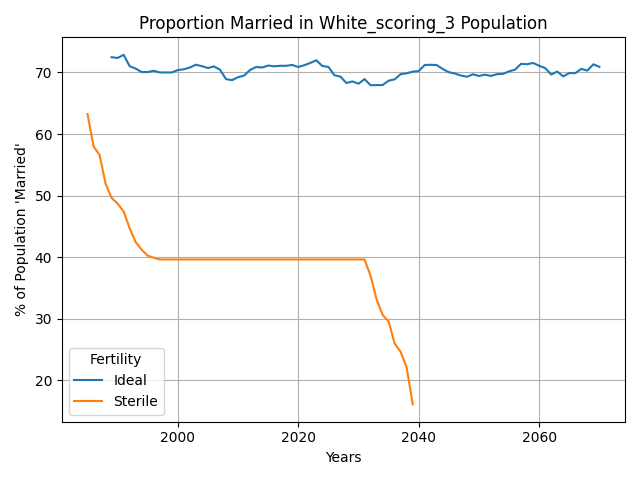 Proportion Married in White_scoring_3 Population
% of Population 'Married'
70
60
50
40
30
20
Fertility
Ideal
Sterile
2000
2020
2040
2060
Years